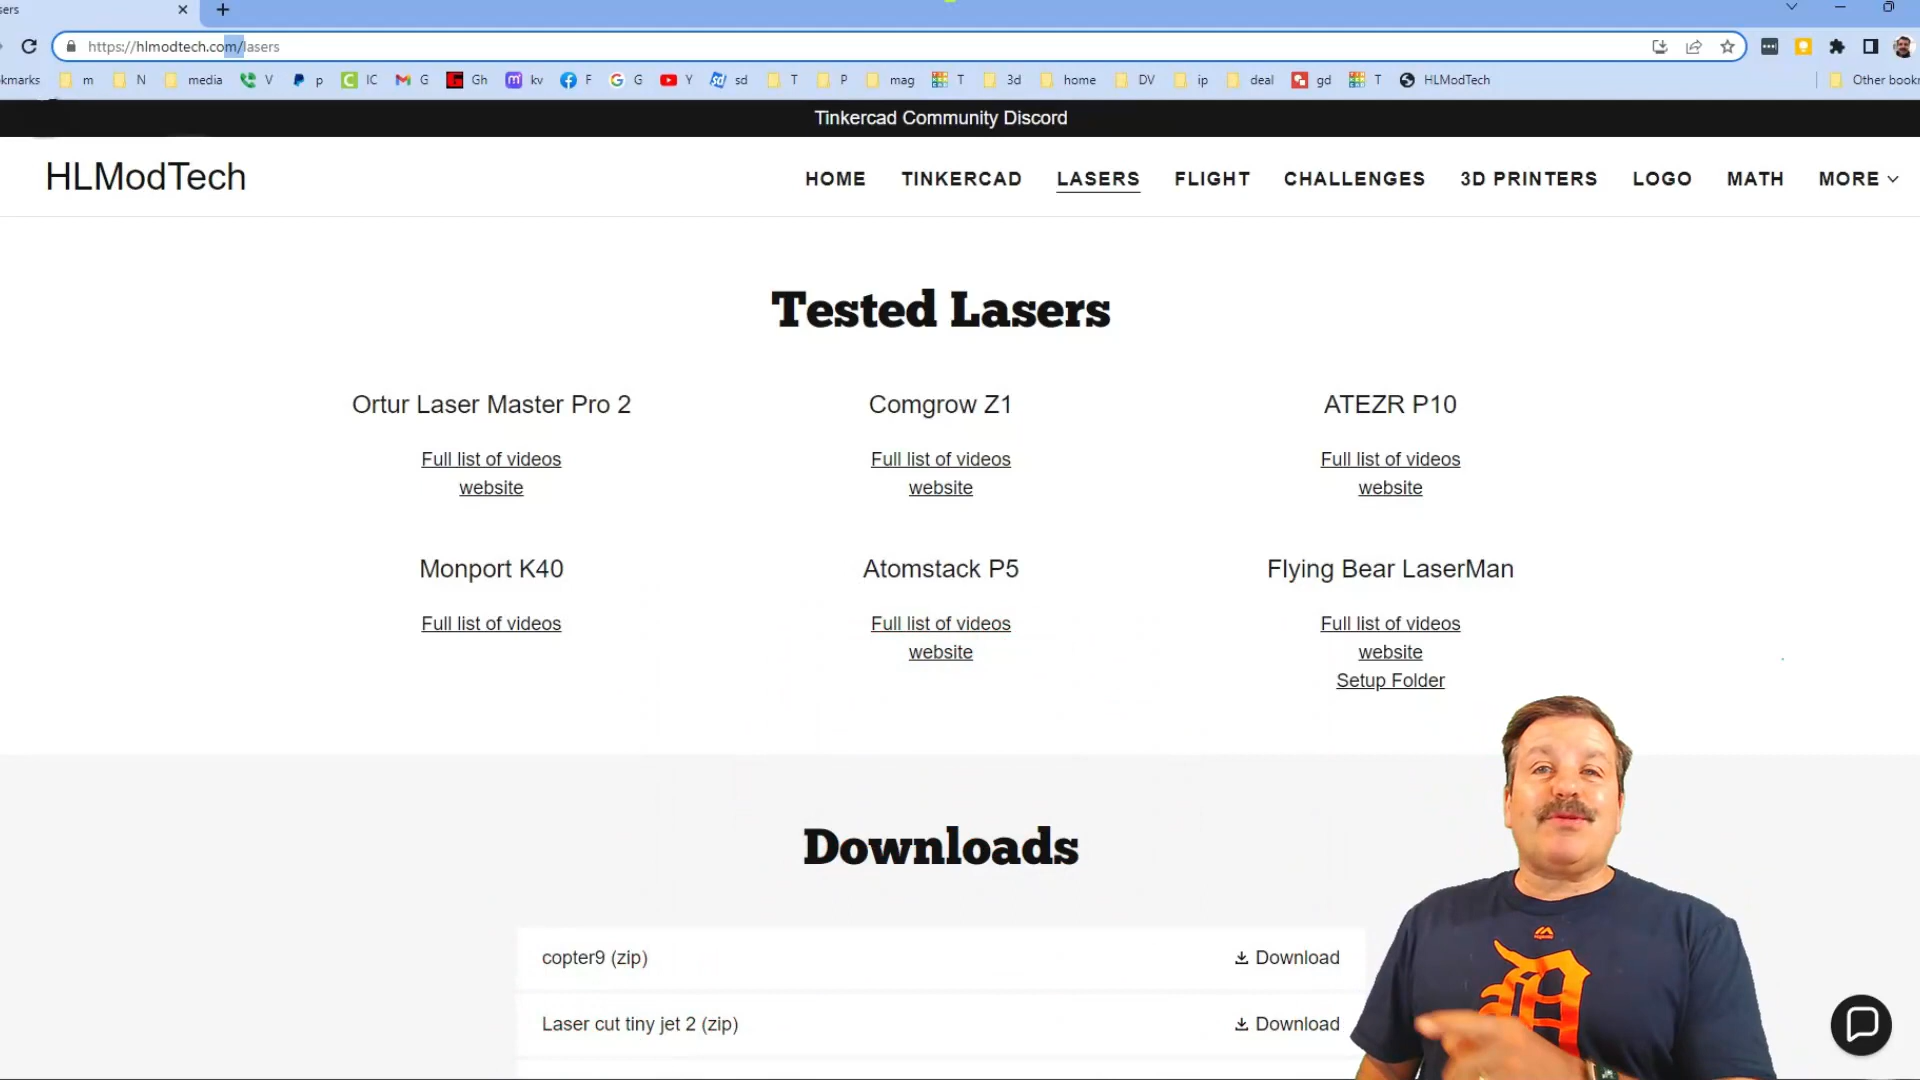 sers
https://hlmodtech.com/lasers
kmarks m N media V p IC G Gh kv F G Y sd T P mag T 3d home DV ip deal gd T HLModTech Other bookr
Tinkercad Community Discord
HLModTech
HOME TINKERCAD LASERS FLIGHT CHALLENGES 3D PRINTERS LOGO MATH MORE
Tested Lasers
Ortur Laser Master Pro 2
Full list of videos
website
Comgrow Z1
Full list of videos
website
ATEZR P10
Full list of videos
website
Monport K40
Full list of videos
Atomstack P5
Full list of videos
website
Flying Bear LaserMan
Full list of videos
website
Setup Folder
Downloads
copter9 (zip) Download
Laser cut tiny jet 2 (zip) Download